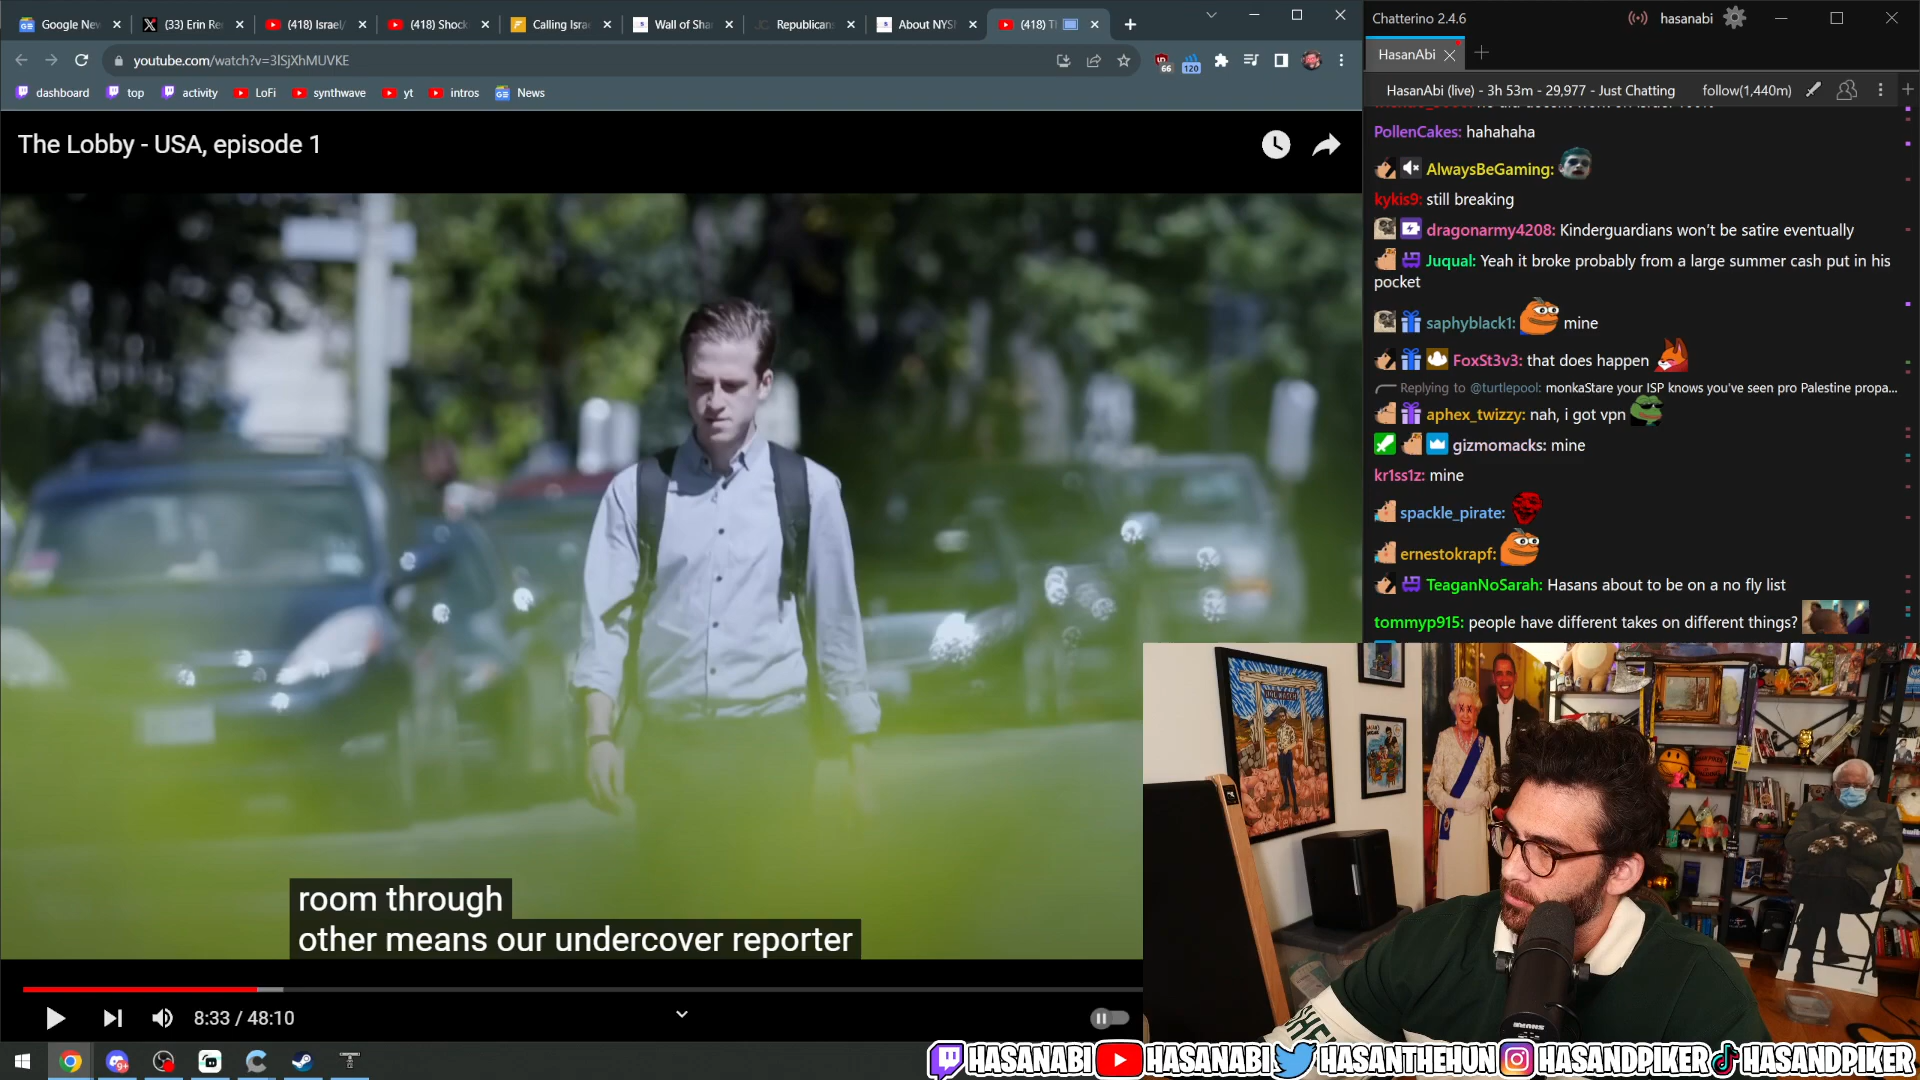 Google Nev
(33) Erin Re
(418) Israel/
(418) Shock
Calling Isra
Wall of Sha
Republican
About NYS
(418) T
youtube.com/watch?v=3lSjXhMUVKE
66
120
dashboard
top
activity
LoFi
synthwave
yt
intros
News
The Lobby - USA, episode 1
room through
other means our undercover reporter
8:33 / 48:10
Chatterino 2.4.6
hasanabi
HasanAbi
HasanAbi (live) - 3h 53m - 29,977 - Just Chatting
follow(1,440m)
PollenCakes: hahahaha
AlwaysBeGaming:
kykis9: still breaking
dragonarmy4208: Kinderguardians won't be satire eventually
Juqual: Yeah it broke probably from a large summer cash put in his
pocket
saphyblack1: mine
FoxSt3v3: that does happen
Replying to @turtlepool: monkaStare your ISP knows you've seen pro Palestine propa...
aphex_twizzy: nah, i got vpn
gizmomacks: mine
kr1ss1z: mine
spackle_pirate:
ernestokrapf:
TeaganNoSarah: Hasans about to be on a no fly list
tommyp915: people have different takes on different things?
HASANABI HASANABI HASANTHEHUN HASANDPIKER HASANDPIKER